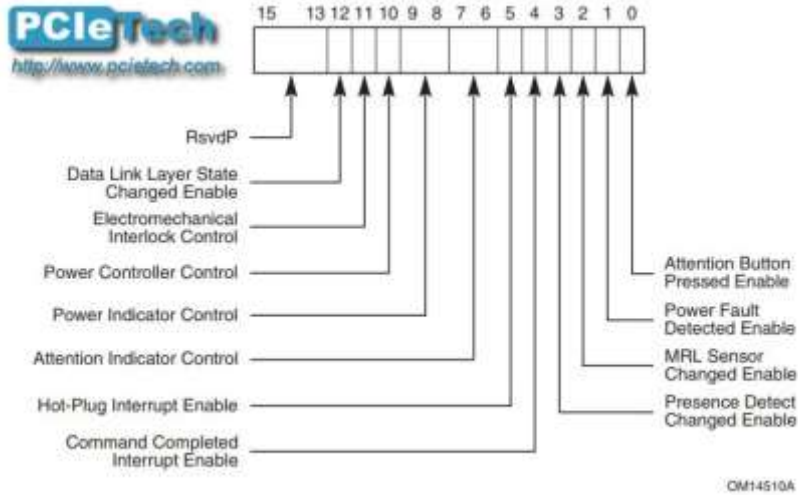 PCIe Tech
http://www.pcietech.com
15 13 12 11 10 9 8 7 6 5 4 3 2 1 0
RsvdP
Data Link Layer State
Changed Enable
Electromechanical
Interlock Control
Power Controller Control
Power Indicator Control
Attention Indicator Control
Hot-Plug Interrupt Enable
Command Completed
Interrupt Enable
Attention Button
Pressed Enable
Power Fault
Detected Enable
MRL Sensor
Changed Enable
Presence Detect
Changed Enable
OM14510A